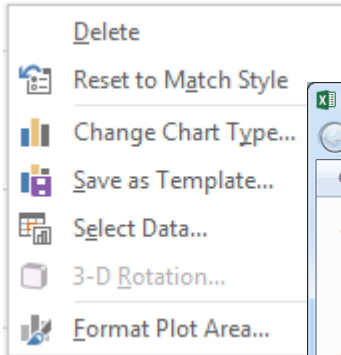 Delete
Reset to Match Style
Change Chart Type...
Save as Template...
Select Data...
3-D Rotation...
Format Plot Area...